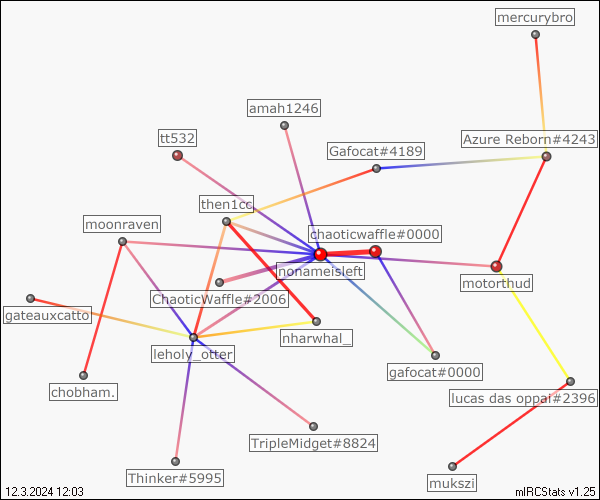 mercurybro
amah1246
tt532
Azure Reborn#4243
Gafocat#4189
then1cc
moonraven
chaoticwaffle#0000
nonameisleft
motorthud
ChaoticWaffle#2006
gateauxcatto
nharwhal_
leholy_otter
gafocat#0000
chobham.
lucas das oppai#2396
TripleMidget#8824
Thinker#5995
mukszi
12.3.2024 12:03
mIRCStats v1.25